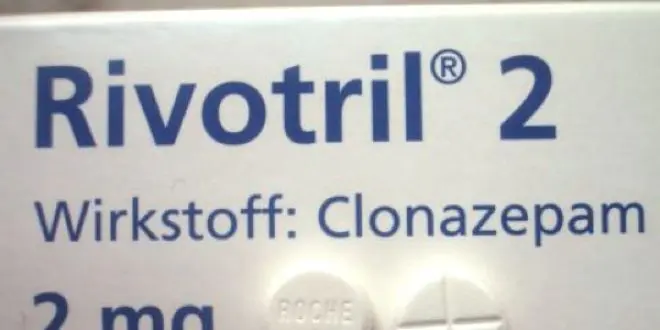 Rivotril® 2
Wirkstoff: Clonazepam
2 mg
ROCHE